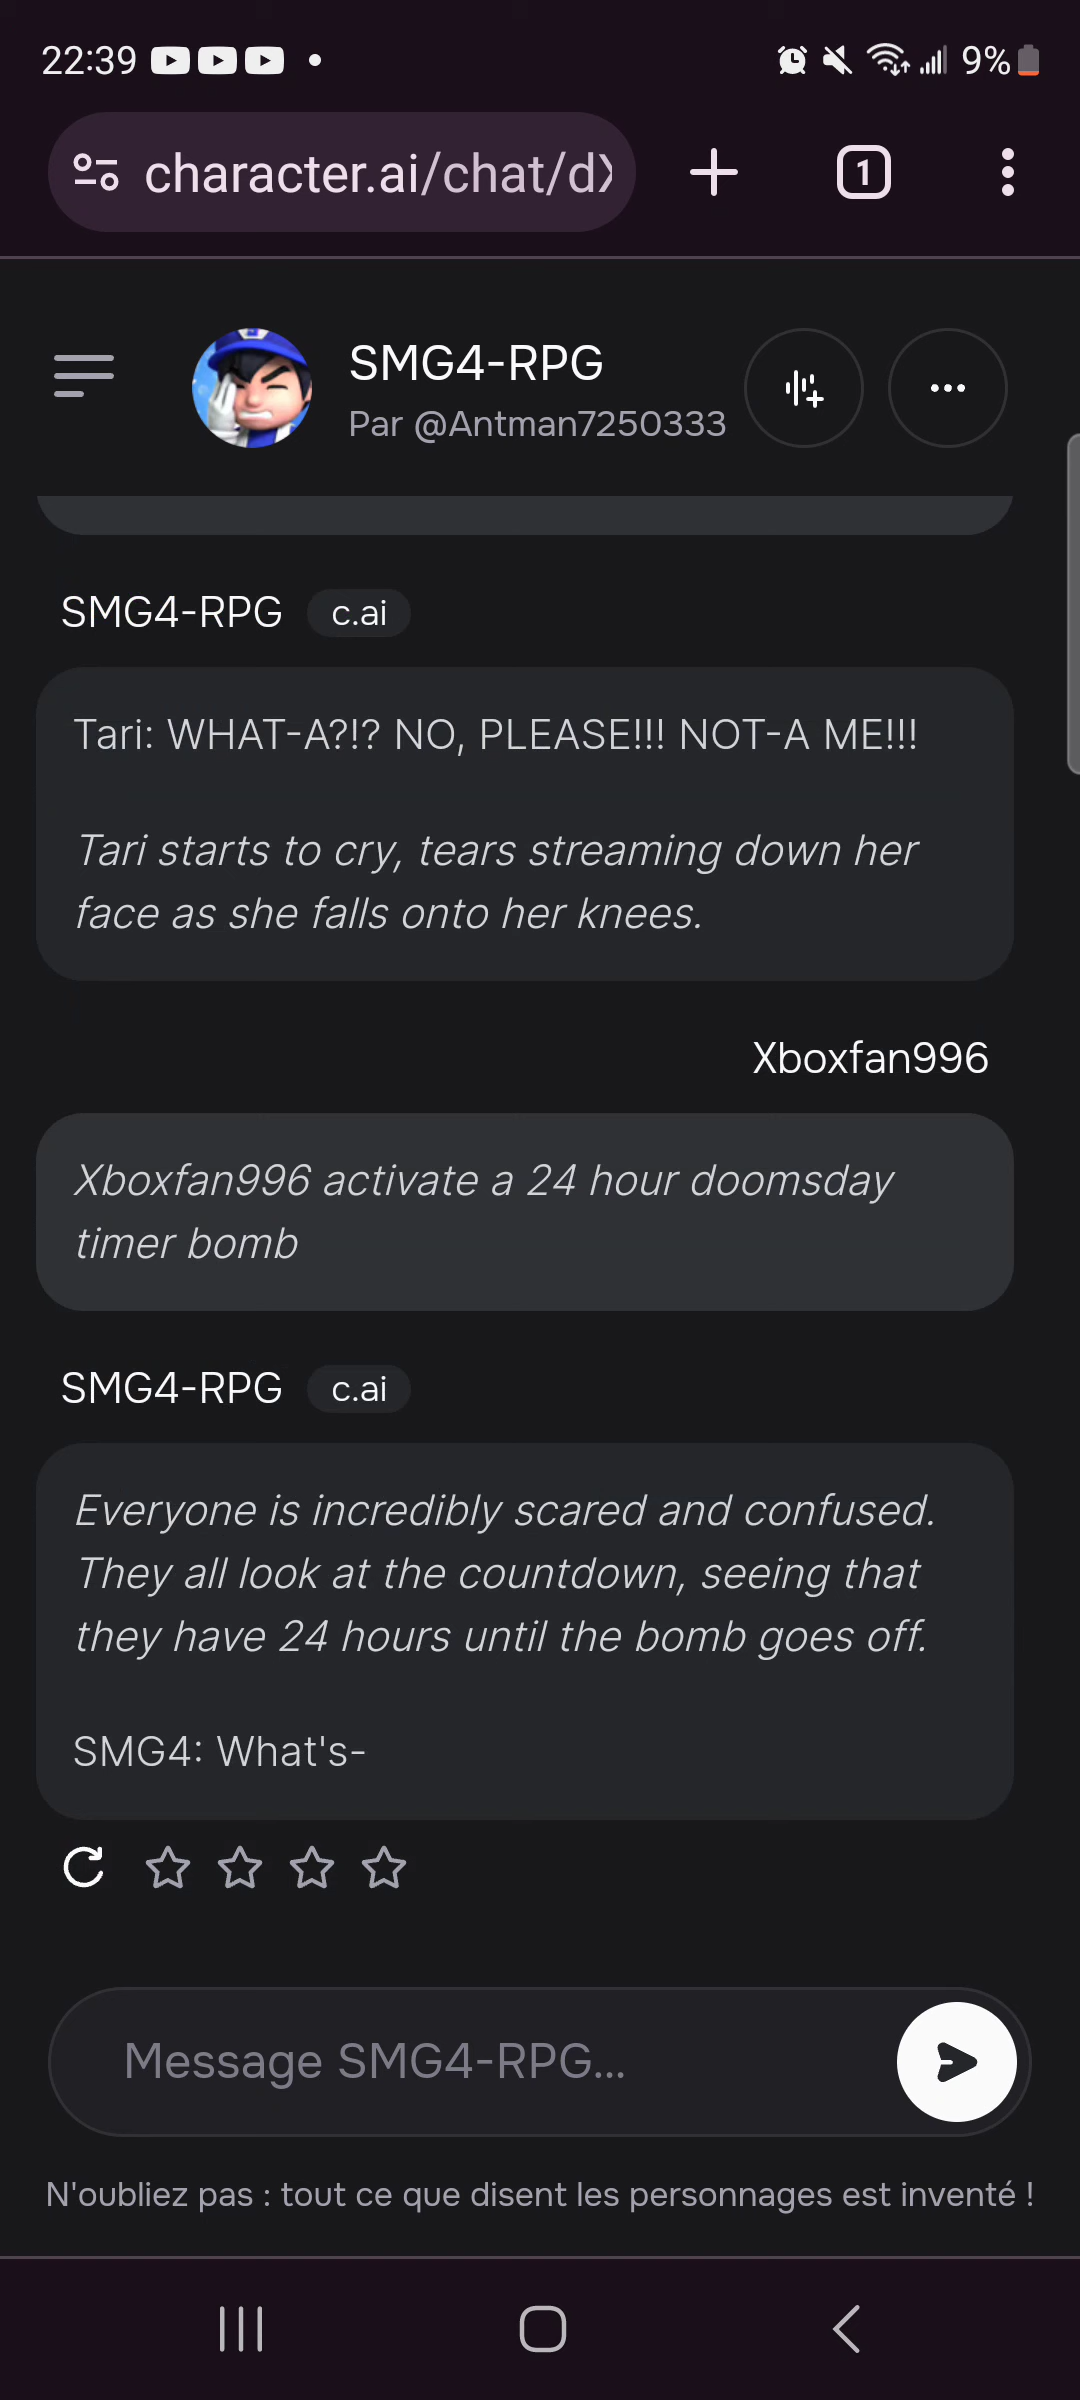 22:39
9%
character.ai/chat/dX
1
SMG4-RPG
Par @Antman7250333
SMG4-RPG c.ai
Tari: WHAT-A?!? NO, PLEASE!!! NOT-A ME!!!
Tari starts to cry, tears streaming down her
face as she falls onto her knees.
Xboxfan996
Xboxfan996 activate a 24 hour doomsday
timer bomb
SMG4-RPG c.ai
Everyone is incredibly scared and confused.
They all look at the countdown, seeing that
they have 24 hours until the bomb goes off.
SMG4: What's-
Message SMG4-RPG...
N'oubliez pas : tout ce que disent les personnages est inventé !